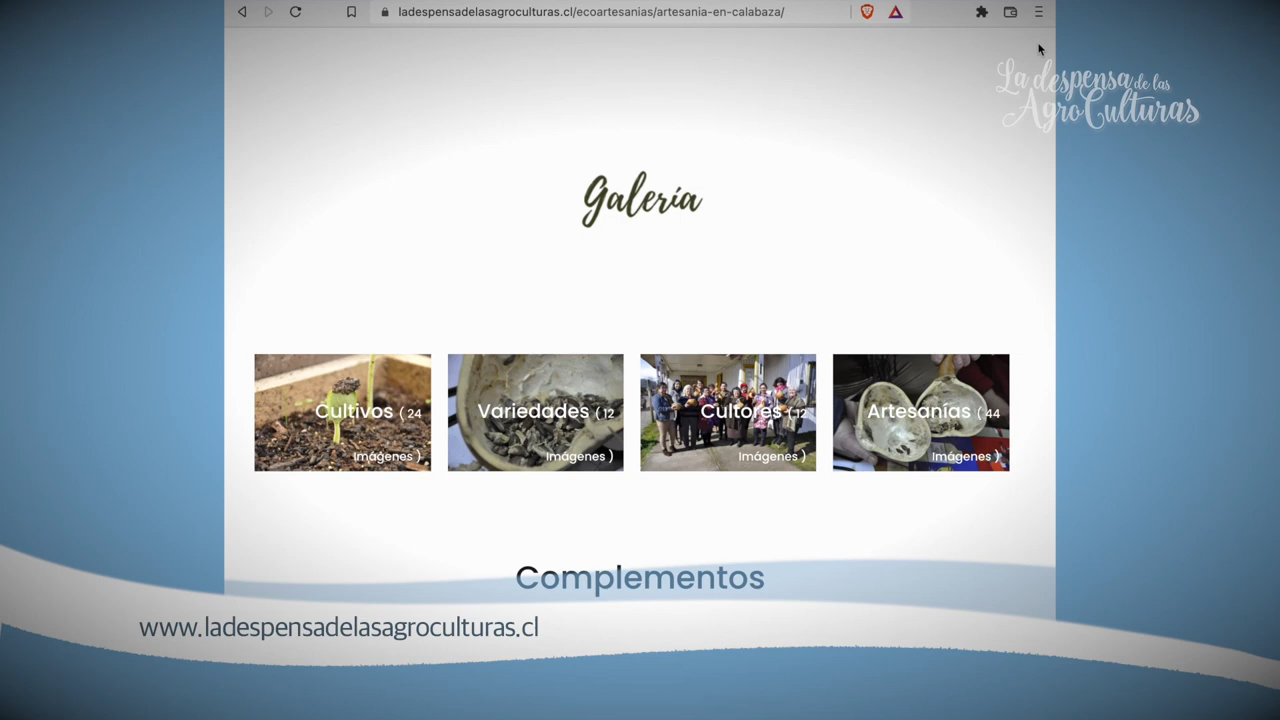 ladespensadelasagroculturas.cl/ecoartesanias/artesania-en-calabaza/
La despensa de las
AgroCulturas
Galería
Cultivos ( 24
Imágenes )
Variedades ( 12
Imágenes )
Cultores ( 12
Imágenes )
Artesanías ( 44
Imágenes )
Complementos
www.ladespensadelasagroculturas.cl